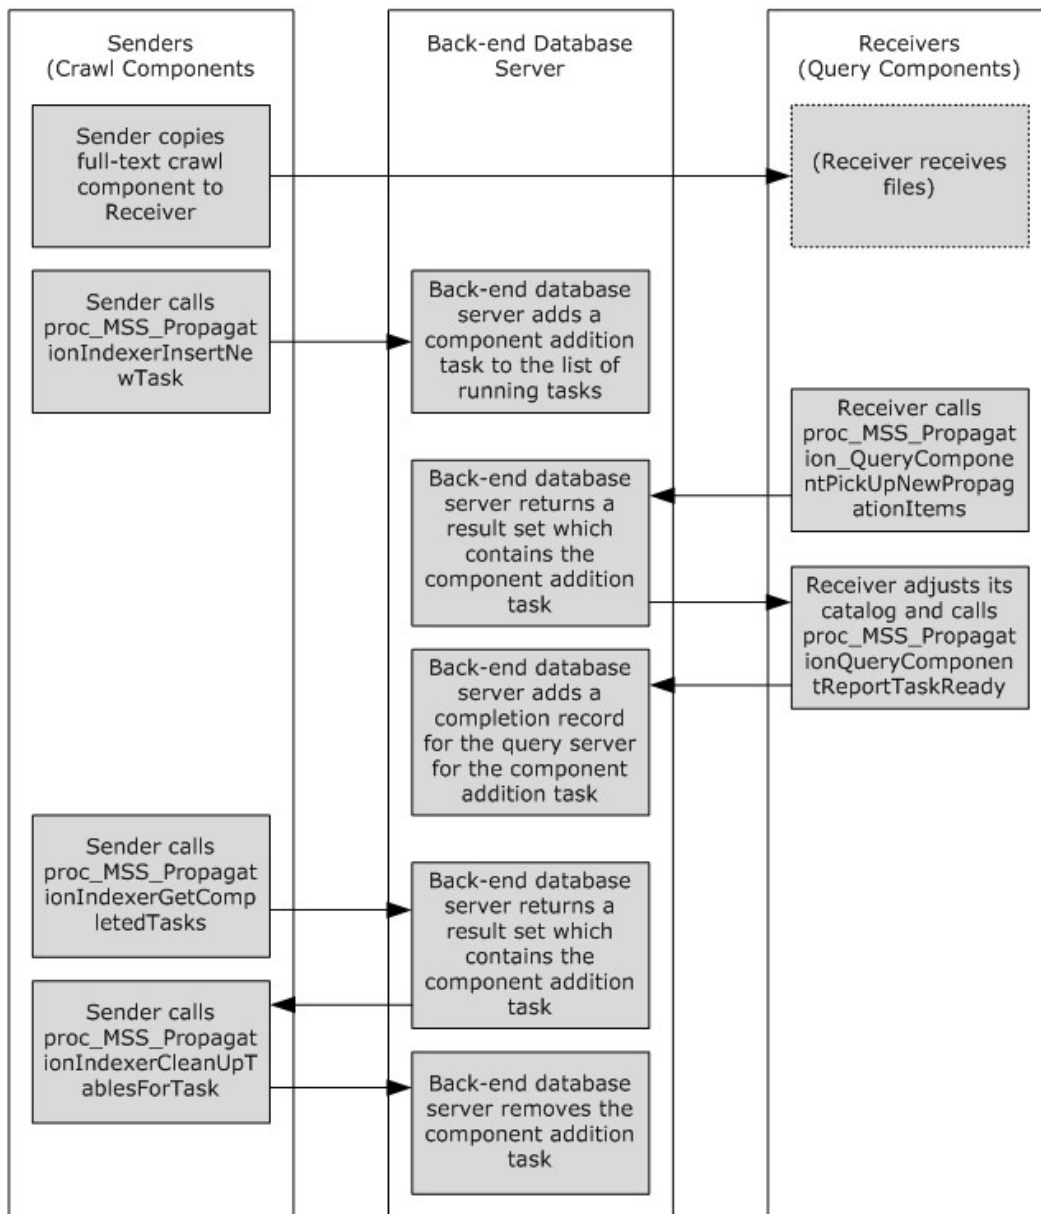 Senders
(Crawl Components
Back-end Database
Server
Receivers
(Query Components)
Sender copies
full-text crawl
component to
Receiver
(Receiver receives
files)
Sender calls
proc_MSS_Propagat
ionIndexerInsertNe
wTask
Back-end database
server adds a
component addition
task to the list of
running tasks
Receiver calls
proc_MSS_Propagat
ion_QueryCompone
ntPickUpNewPropag
ationItems
Back-end database
server returns a
result set which
contains the
component addition
task
Receiver adjusts its
catalog and calls
proc_MSS_Propagat
ionQueryComponen
tReportTaskReady
Back-end database
server adds a
completion record
for the query server
for the component
addition task
Sender calls
proc_MSS_Propagat
ionIndexerGetComp
letedTasks
Back-end database
server returns a
result set which
contains the
component addition
task
Sender calls
proc_MSS_Propagat
ionIndexerCleanUpT
ablesForTask
Back-end database
server removes the
component addition
task